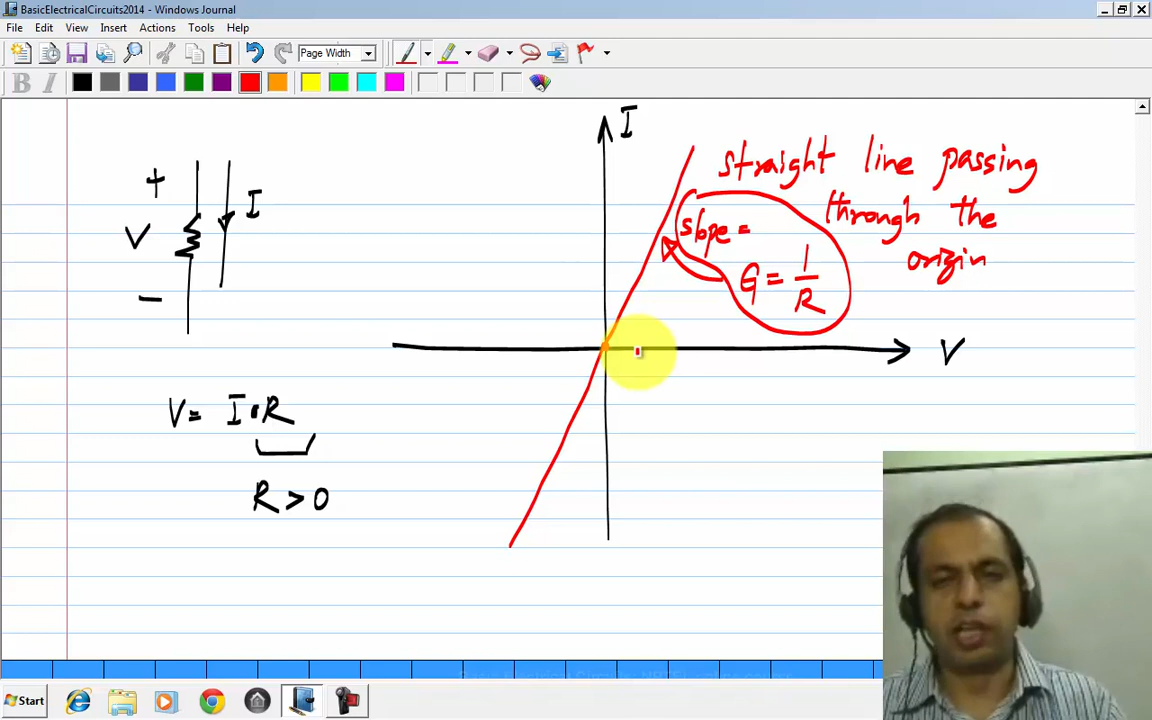 BasicElectricalCircuits2014 - Windows Journal
File Edit View Insert Actions Tools Help
Page Width
B I
I
straight line passing
through the
origin
slope =
G = 1/R
+
V
I
−
V
V = I · R
R > 0
Start